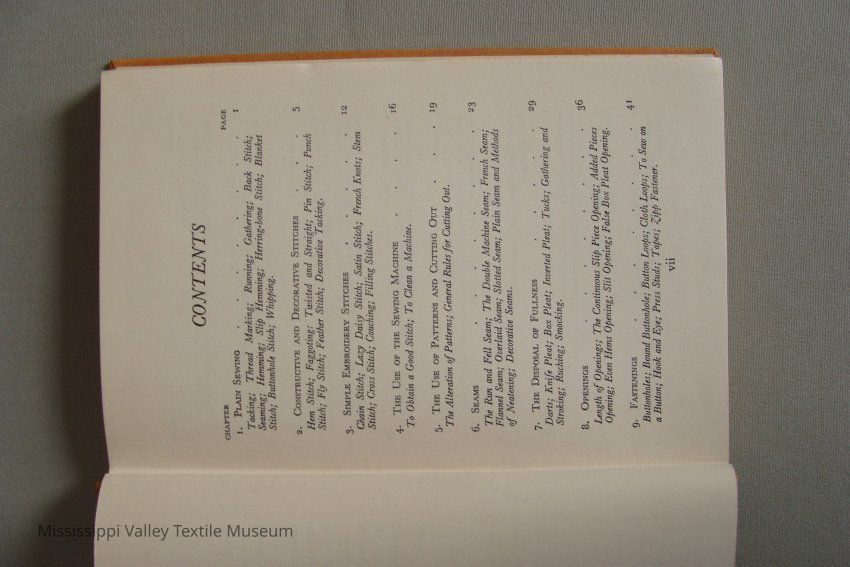 CONTENTS
CHAPTER PAGE
1. PLAIN SEWING . . . . . . . 1
Tacking; Thread Marking; Running; Gathering; Back Stitch;
Seaming; Hemming; Slip Hemming; Herring-bone Stitch; Blanket
Stitch; Buttonhole Stitch; Whipping.
2. CONSTRUCTIVE AND DECORATIVE STITCHES . . . . 5
Hem Stitch; Faggoting; Twisted and Straight; Pin Stitch; Punch
Stitch; Fly Stitch; Feather Stitch; Decorative Tacking.
3. SIMPLE EMBROIDERY STITCHES . . . . . 12
Chain Stitch; Lazy Daisy Stitch; Satin Stitch; French Knots; Stem
Stitch; Cross Stitch; Couching; Filling Stitches.
4. THE USE OF THE SEWING MACHINE . . . . 16
To Obtain a Good Stitch; To Clean a Machine.
5. THE USE OF PATTERNS AND CUTTING OUT . . . 19
The Alteration of Patterns; General Rules for Cutting Out.
6. SEAMS . . . . . . . 23
The Run and Fell Seam; The Double Machine Seam; French Seam;
Flannel Seam; Overlaid Seam; Slotted Seam; Plain Seam and Methods
of Neatening; Decorative Seams.
7. THE DISPOSAL OF FULLNESS . . . . . 29
Darts; Knife Pleat; Box Pleat; Inverted Pleat; Tucks; Gathering and
Stroking; Rucking; Smocking.
8. OPENINGS . . . . . . . 36
Length of Openings; The Continuous Slip Piece Opening; Added Pieces
Opening; Even Hems Opening; Slit Opening; False Box Pleat Opening.
9. FASTENINGS . . . . . . . 41
Buttonholes; Bound Buttonhole; Button Loops; Cloth Loops; To Sew on
a Button; Hook and Eye; Press Studs; Tapes; Zipp Fastener.
vii
Mississippi Valley Textile Museum